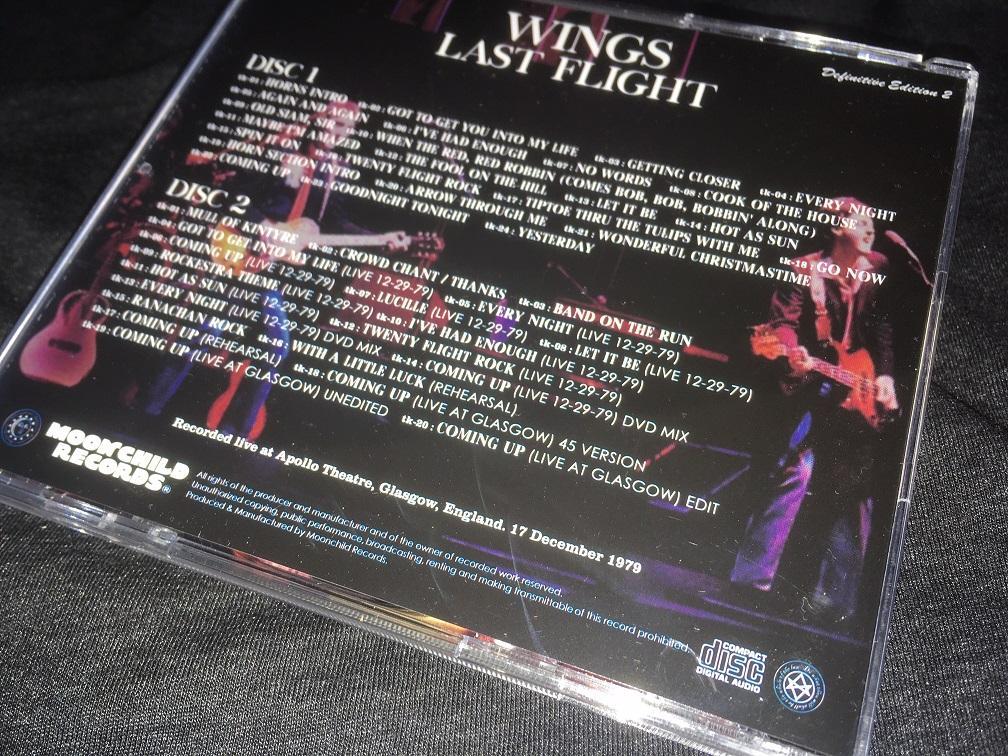 WINGS
LAST FLIGHT
Definitive Edition 2
DISC 1
tk-01 : HORNS INTRO tk-02 : GOT TO GET YOU INTO MY LIFE tk-03 : GETTING CLOSER tk-04 : EVERY NIGHT
tk-05 : AGAIN AND AGAIN tk-06 : I'VE HAD ENOUGH tk-07 : NO WORDS tk-08 : COOK OF THE HOUSE
tk-09 : OLD SIAM, SIR tk-10 : WHEN THE RED, RED ROBBIN (COMES BOB, BOB, BOBBIN' ALONG)
tk-11 : MAYBE I'M AMAZED tk-12 : THE FOOL ON THE HILL tk-13 : LET IT BE tk-14 : HOT AS SUN
tk-15 : SPIN IT ON tk-16 : TWENTY FLIGHT ROCK tk-17 : TIPTOE THRU THE TULIPS WITH ME tk-18 : GO NOW
tk-19 : HORN SECTION INTRO tk-20 : ARROW THROUGH ME tk-21 : WONDERFUL CHRISTMASTIME
tk-22 : COMING UP tk-23 : GOODNIGHT TONIGHT tk-24 : YESTERDAY
DISC 2
tk-01 : MULL OF KINTYRE tk-02 : CROWD CHANT / THANKS tk-03 : BAND ON THE RUN
tk-04 : GOT TO GET INTO MY LIFE (LIVE 12-29-79) tk-05 : EVERY NIGHT (LIVE 12-29-79)
tk-06 : COMING UP (LIVE 12-29-79) tk-07 : LUCILLE (LIVE 12-29-79) tk-08 : LET IT BE (LIVE 12-29-79)
tk-09 : ROCKESTRA THEME (LIVE 12-29-79) tk-10 : I'VE HAD ENOUGH (LIVE 12-29-79)
tk-11 : HOT AS SUN (LIVE 12-29-79) tk-12 : TWENTY FLIGHT ROCK (LIVE 12-29-79)
tk-13 : EVERY NIGHT (LIVE 12-29-79) DVD MIX tk-14 : COMING UP (LIVE 12-29-79) DVD MIX
tk-15 : RANACHAN ROCK tk-16 : WITH A LITTLE LUCK (REHEARSAL)
tk-17 : COMING UP (REHEARSAL) tk-18 : COMING UP (LIVE AT GLASGOW) 45 VERSION
tk-19 : COMING UP (LIVE AT GLASGOW) UNEDITED tk-20 : COMING UP (LIVE AT GLASGOW) EDIT
Recorded live at Apollo Theatre, Glasgow, England. 17 December 1979
MOONCHILD
RECORDS®
All rights of the producer and manufacturer and of the owner of recorded work reserved.
Unauthorized copying, public performance, broadcasting, renting and making transmittable of this record prohibited.
Produced & Manufactured by Moonchild Records.
COMPACT
disc
DIGITAL AUDIO